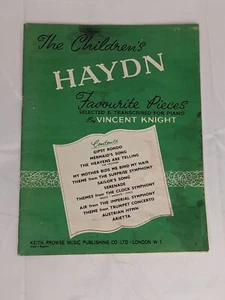 The Children's
HAYDN
Favourite Pieces
SELECTED & TRANSCRIBED FOR PIANO
By VINCENT KNIGHT
Contents
GIPSY RONDO
MERMAID'S SONG
THE HEAVENS ARE TELLING
MY MOTHER BIDS ME BIND MY HAIR
THEME from THE SURPRISE SYMPHONY
SAILOR'S SONG
SERENADE
THEMES from THE CLOCK SYMPHONY
AIR from THE IMPERIAL SYMPHONY
THEME from TRUMPET CONCERTO
AUSTRIAN HYMN
ARIETTA
KEITH PROWSE MUSIC PUBLISHING CO LTD · LONDON W. 1.